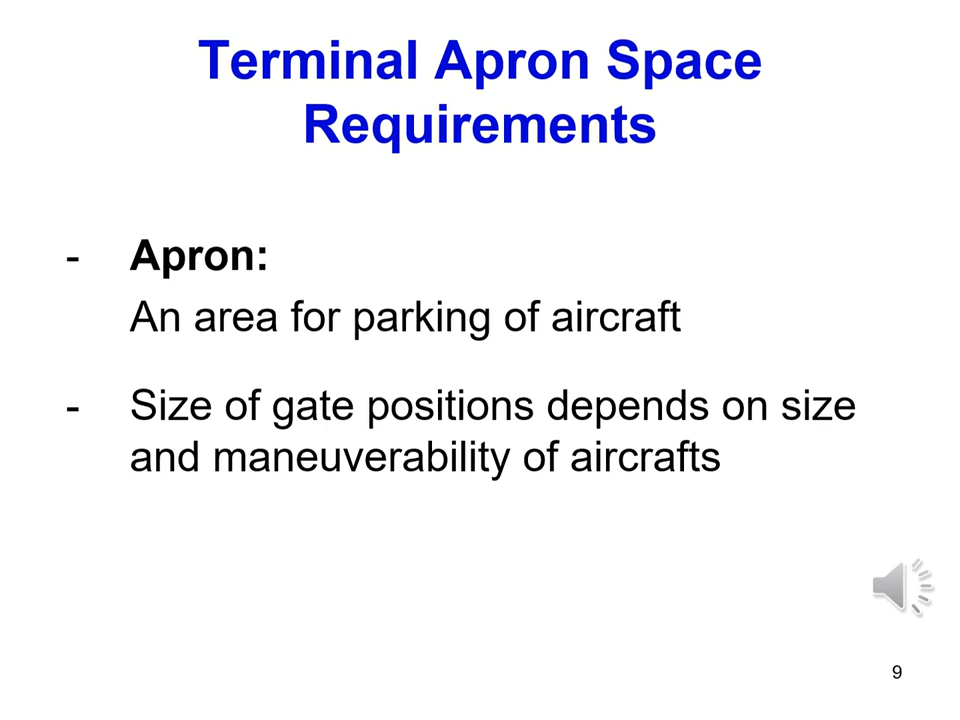 Terminal Apron Space
Requirements
- Apron:
An area for parking of aircraft
- Size of gate positions depends on size
and maneuverability of aircrafts
9